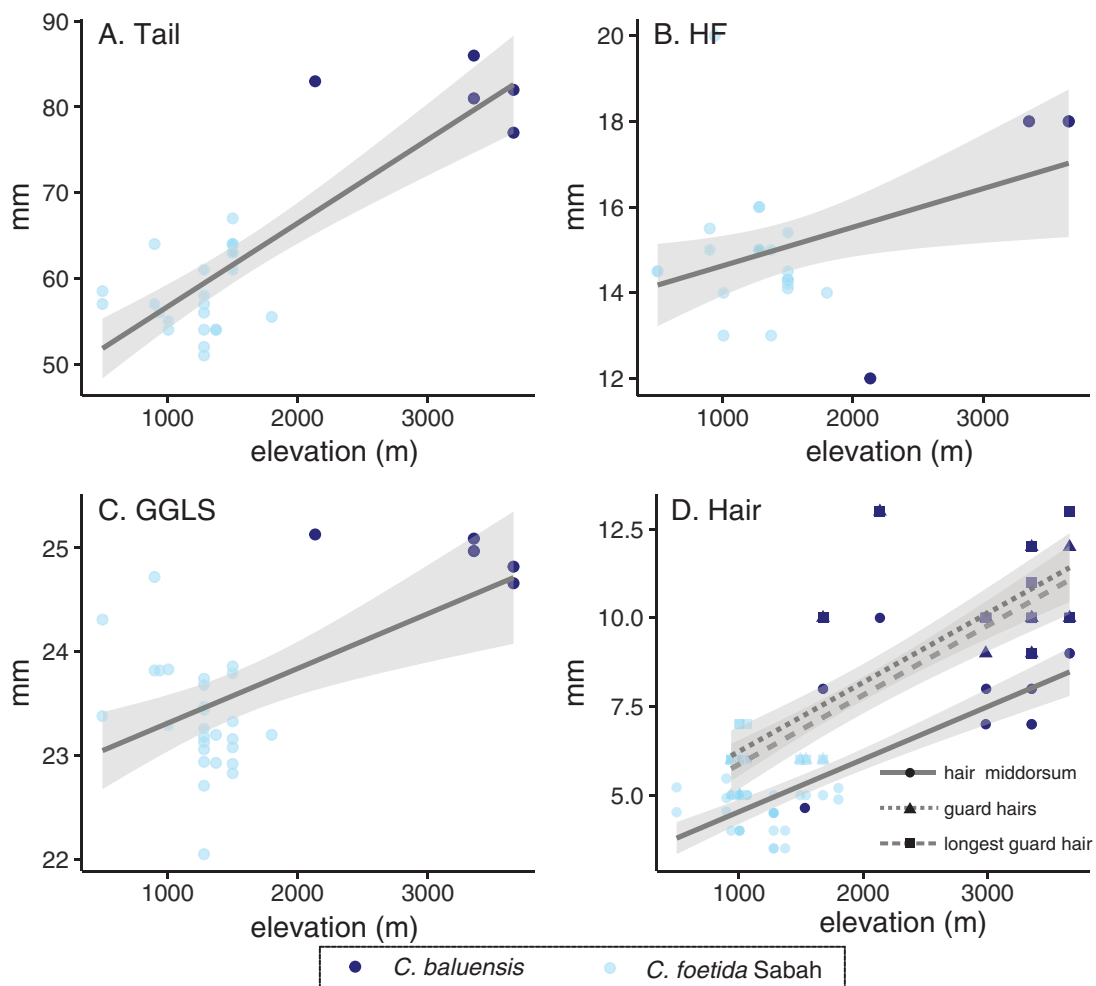 A. Tail
90
80
70
60
50
mm
1000 2000 3000
elevation (m)
B. HF
20
18
16
14
12
mm
1000 2000 3000
elevation (m)
C. GGLS
25
24
23
22
mm
1000 2000 3000
elevation (m)
D. Hair
12.5
10.0
7.5
5.0
mm
hair middorsum
guard hairs
longest guard hair
1000 2000 3000
elevation (m)
C. baluensis C. foetida Sabah